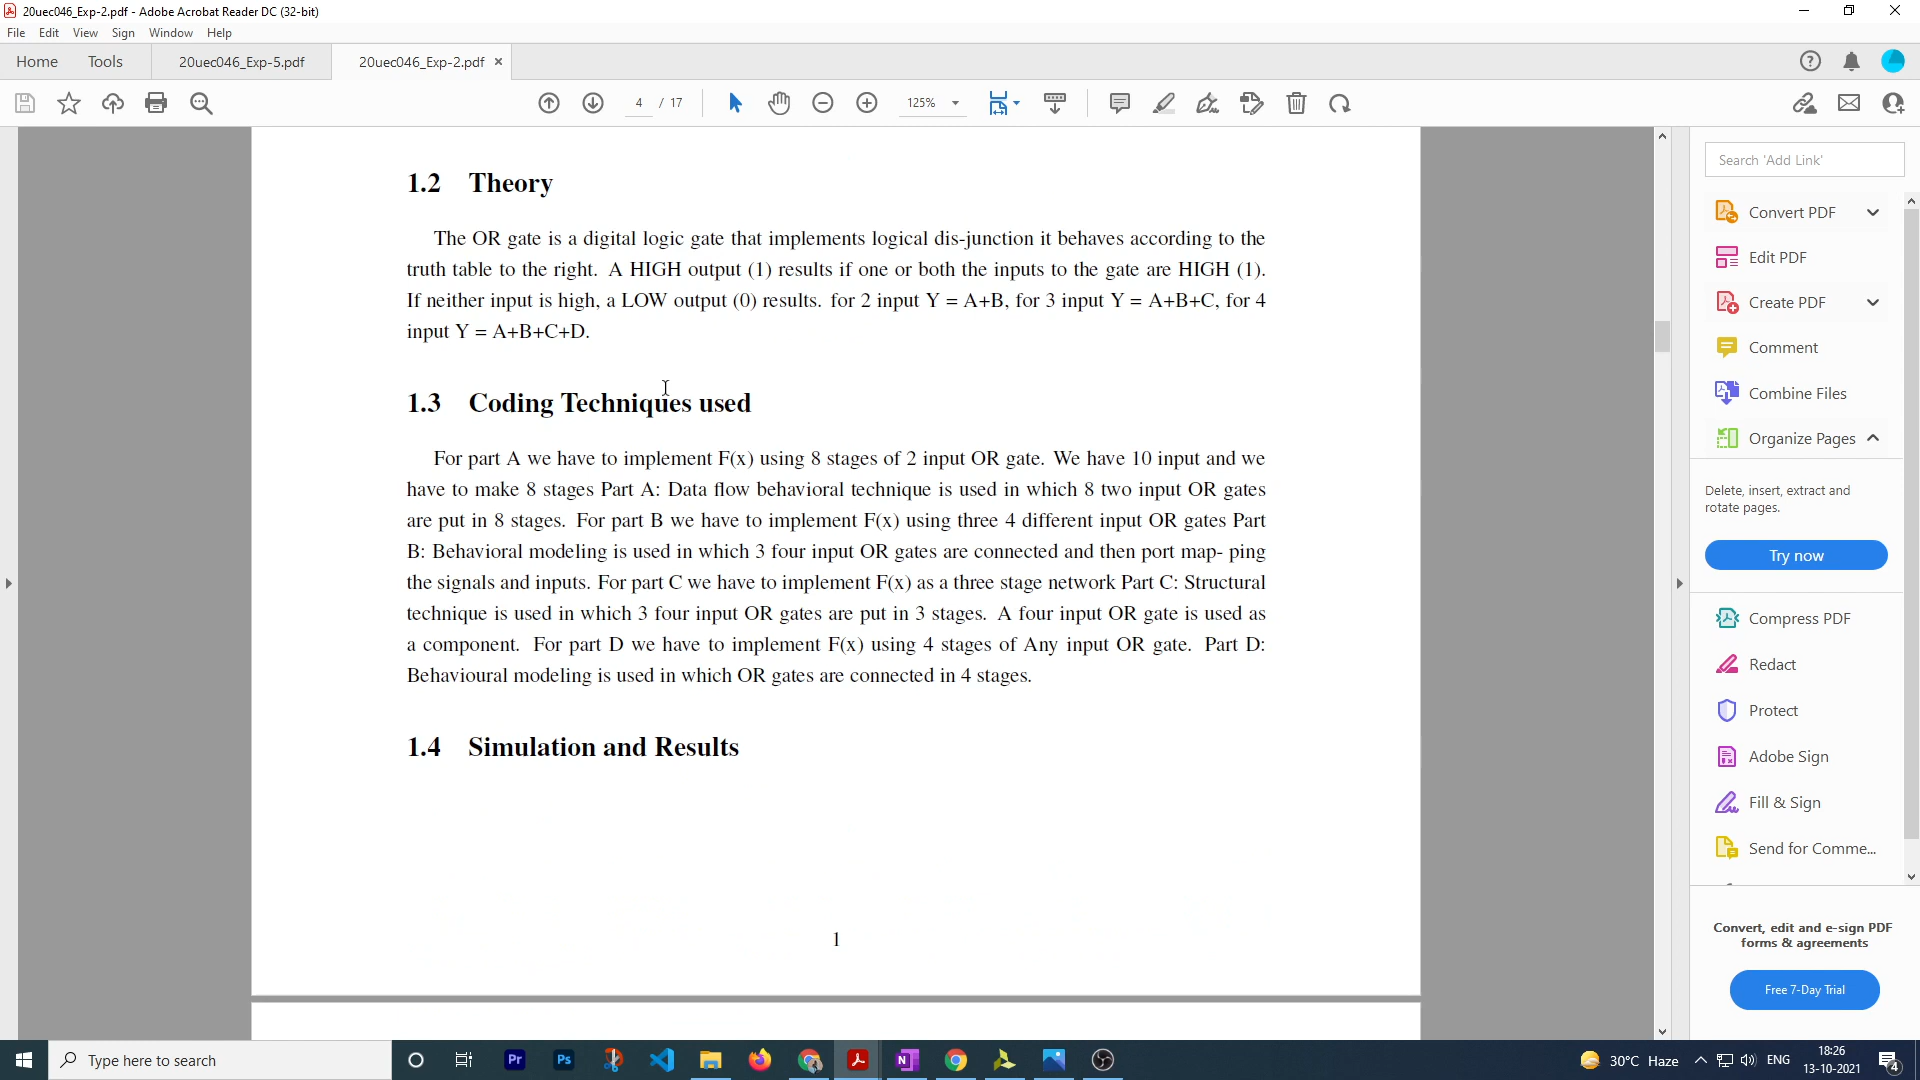 20uec046_Exp-2.pdf - Adobe Acrobat Reader DC (32-bit)
File Edit View Sign Window Help
Home Tools 20uec046_Exp-5.pdf 20uec046_Exp-2.pdf ×
4 / 17 125%
1.2 Theory
The OR gate is a digital logic gate that implements logical dis-junction it behaves according to the
truth table to the right. A HIGH output (1) results if one or both the inputs to the gate are HIGH (1).
If neither input is high, a LOW output (0) results. for 2 input Y = A+B, for 3 input Y = A+B+C, for 4
input Y = A+B+C+D.
1.3 Coding Techniques used
For part A we have to implement F(x) using 8 stages of 2 input OR gate. We have 10 input and we
have to make 8 stages Part A: Data flow behavioral technique is used in which 8 two input OR gates
are put in 8 stages. For part B we have to implement F(x) using three 4 different input OR gates Part
B: Behavioral modeling is used in which 3 four input OR gates are connected and then port map- ping
the signals and inputs. For part C we have to implement F(x) as a three stage network Part C: Structural
technique is used in which 3 four input OR gates are put in 3 stages. A four input OR gate is used as
a component. For part D we have to implement F(x) using 4 stages of Any input OR gate. Part D:
Behavioural modeling is used in which OR gates are connected in 4 stages.
1.4 Simulation and Results
1
Search 'Add Link'
Convert PDF
Edit PDF
Create PDF
Comment
Combine Files
Organize Pages
Delete, insert, extract and
rotate pages.
Try now
Compress PDF
Redact
Protect
Adobe Sign
Fill & Sign
Send for Comme...
Convert, edit and e-sign PDF
forms & agreements
Free 7-Day Trial
Type here to search
Pr
Ps
N
30°C Haze
ENG
18:26
13-10-2021
4